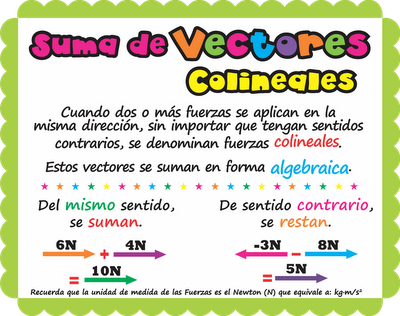 Suma de Vectores
Colineales
Cuando dos o más fuerzas se aplican en la
misma dirección, sin importar que tengan sentidos
contrarios, se denominan fuerzas colineales.
Estos vectores se suman en forma algebraica.
Del mismo sentido,
se suman.
6N + 4N
= 10N
De sentido contrario,
se restan.
-3N - 8N
= 5N
Recuerda que la unidad de medida de las Fuerzas es el Newton (N) que equivale a: kg·m/s²